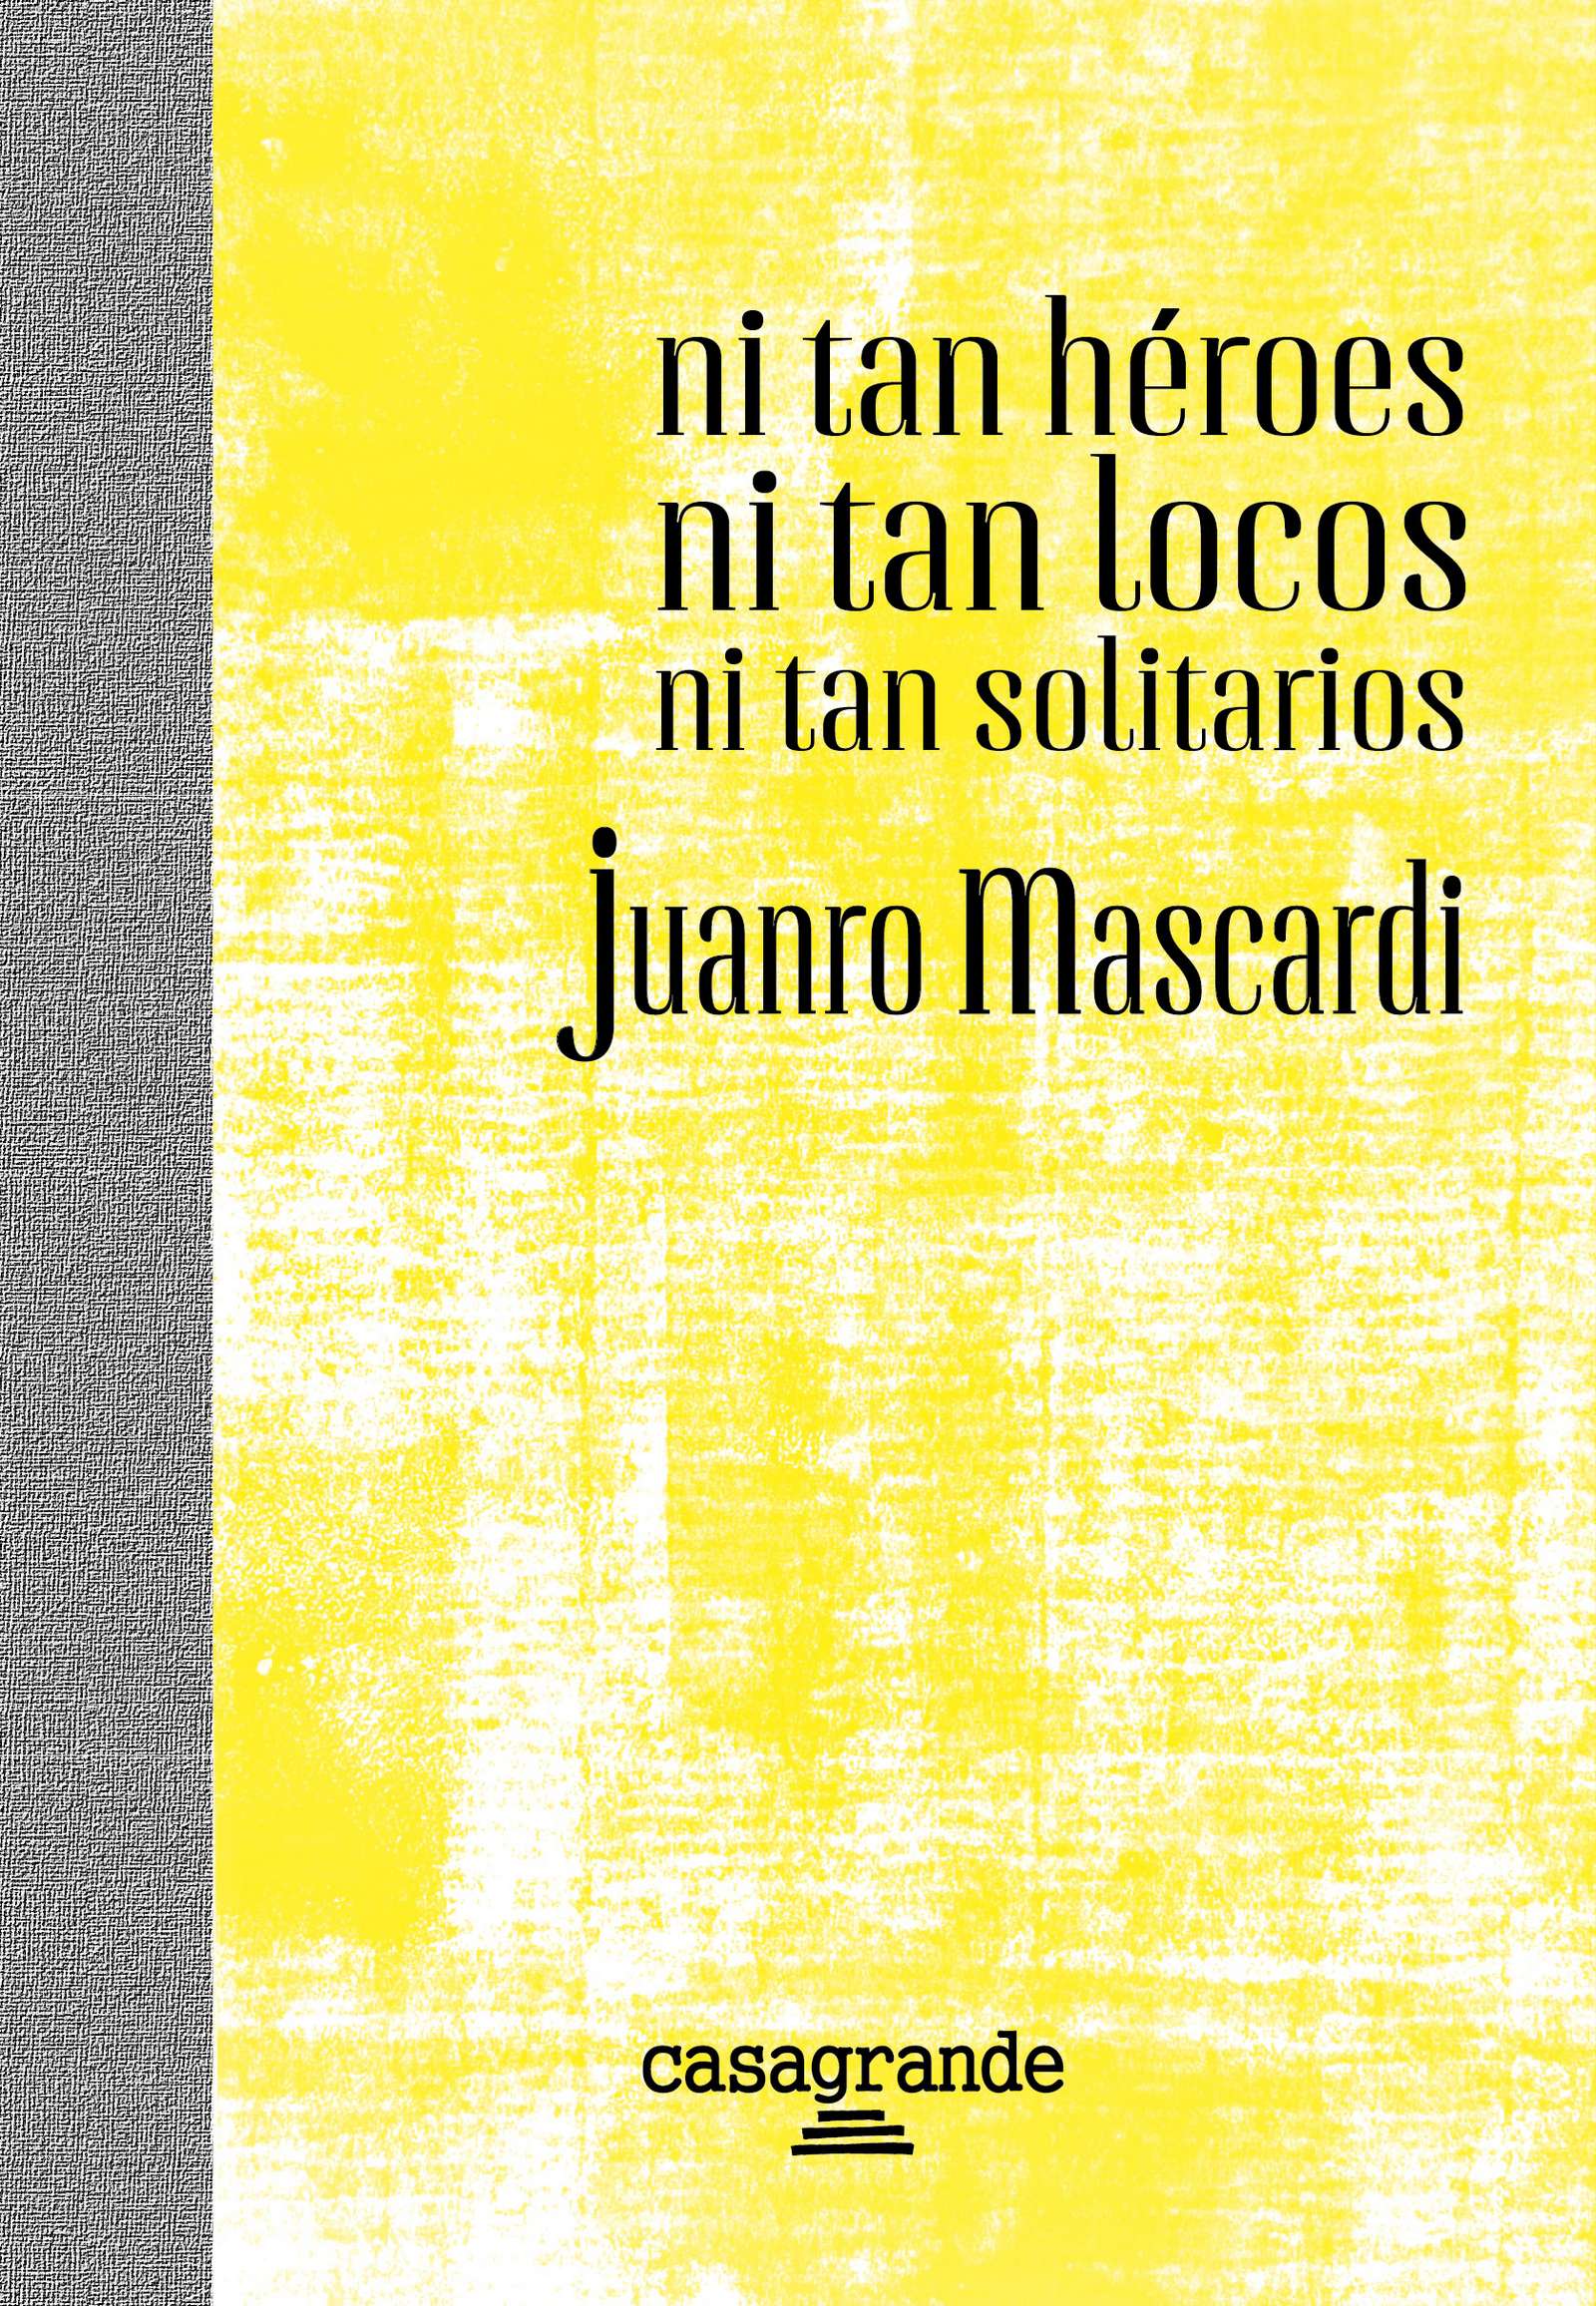 ni tan héroes
ni tan locos
ni tan solitarios
juanro mascardi
casagrande